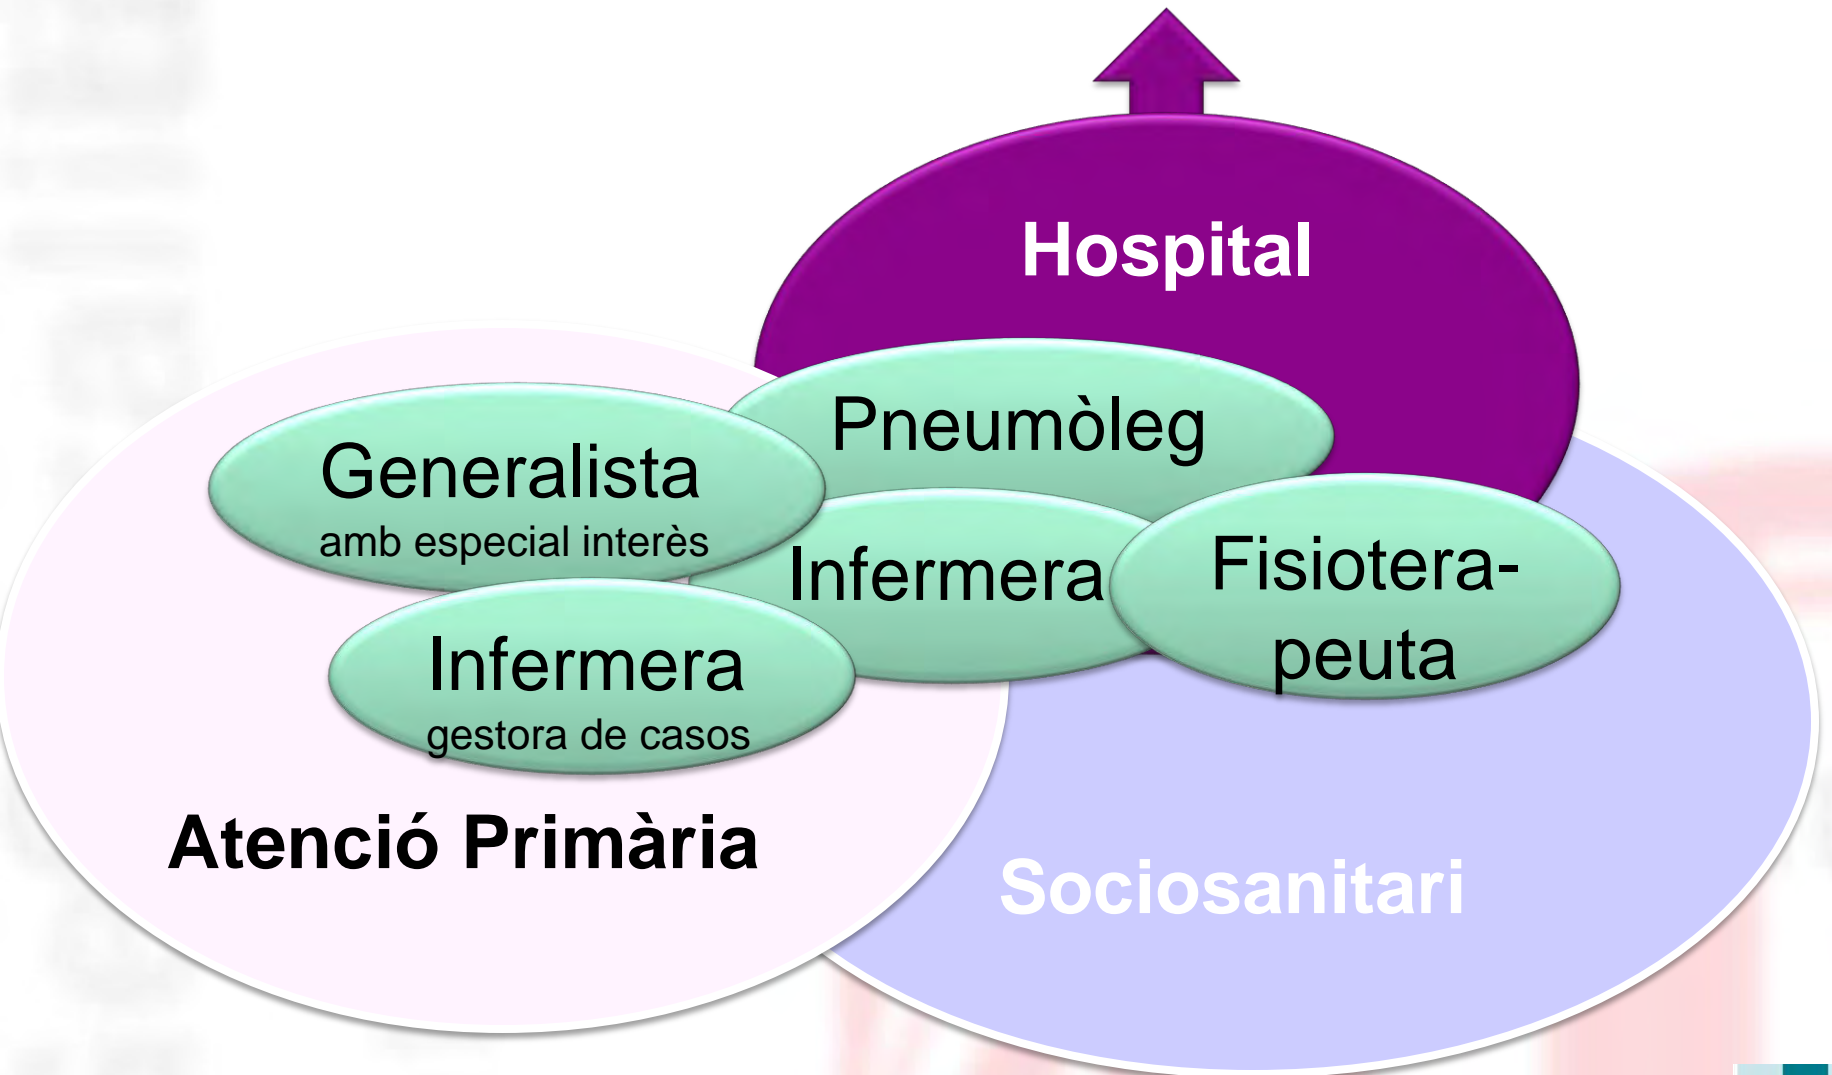 Hospital
Pneumòleg
Generalista
amb especial interès
Infermera
Fisiotera-
peuta
Infermera
gestora de casos
Atenció Primària
Sociosanitari